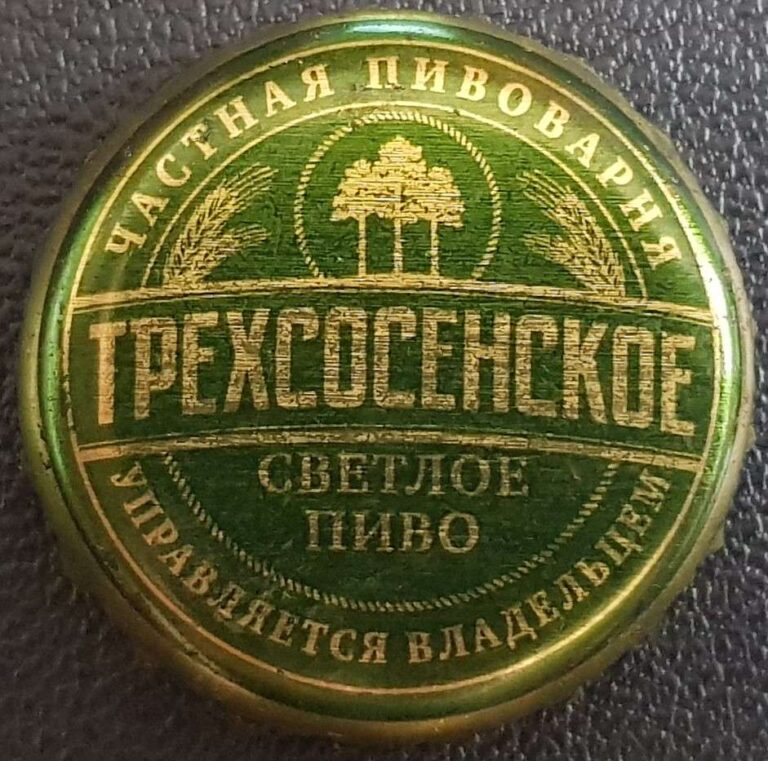 ЧАСТНАЯ ПИВОВАРНЯ
ТРЕХСОСЕНСКОЕ
СВЕТЛОЕ
ПИВО
УПРАВЛЯЕТСЯ ВЛАДЕЛЬЦЕМ